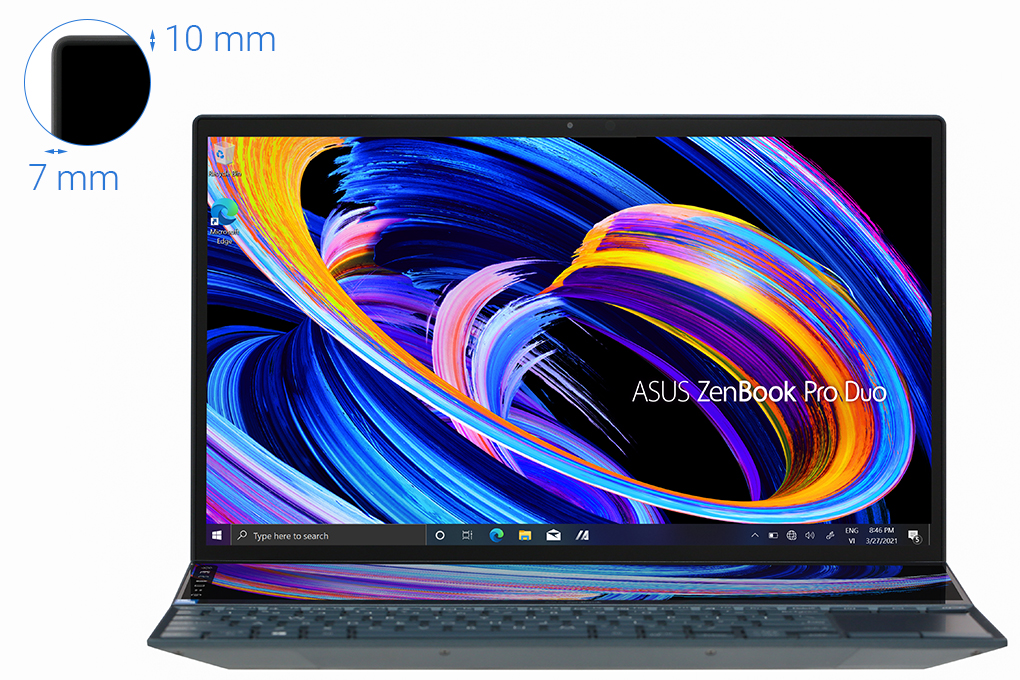 10 mm
7 mm
Recycle Bin
Microsoft
Edge
ASUS ZenBook Pro Duo
Type here to search
ENG
VI
8:46 PM
3/27/2021
5